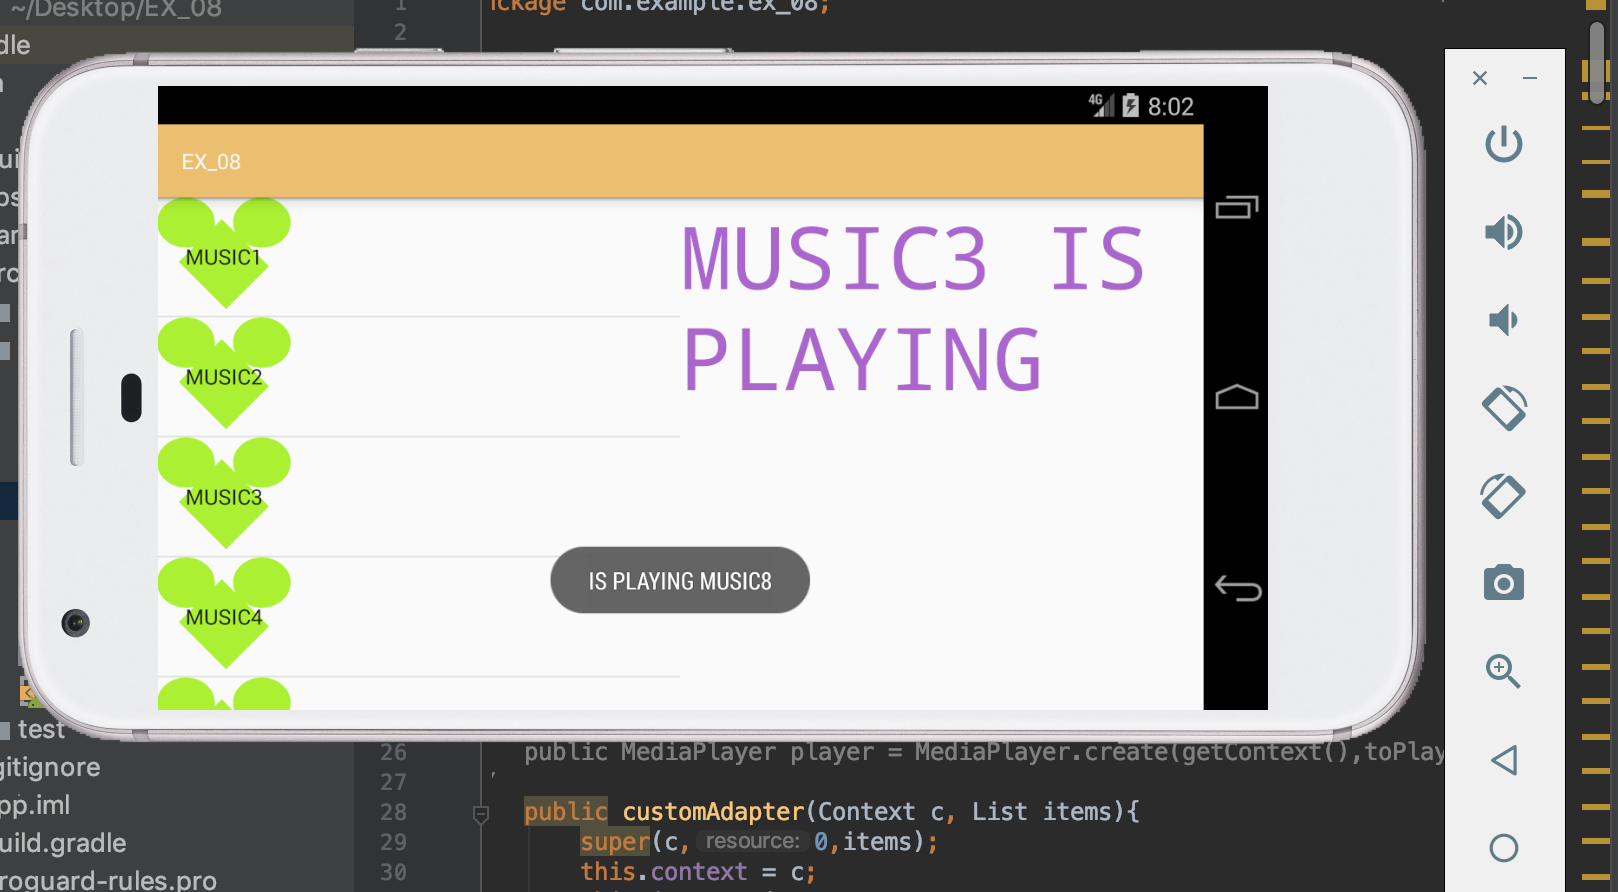 ~/Desktop/EX_08
1
ckage com.example.ex_08;
dle
2
4G 8:02
EX_08
MUSIC1
MUSIC2
MUSIC3
MUSIC4
MUSIC3 IS
PLAYING
IS PLAYING MUSIC8
test
gitignore
pp.iml
uild.gradle
roguard-rules.pro
26 public MediaPlayer player = MediaPlayer.create(getContext(),toPlay
27
28 public customAdapter(Context c, List items){
29 super(c, resource: 0,items);
30 this.context = c;